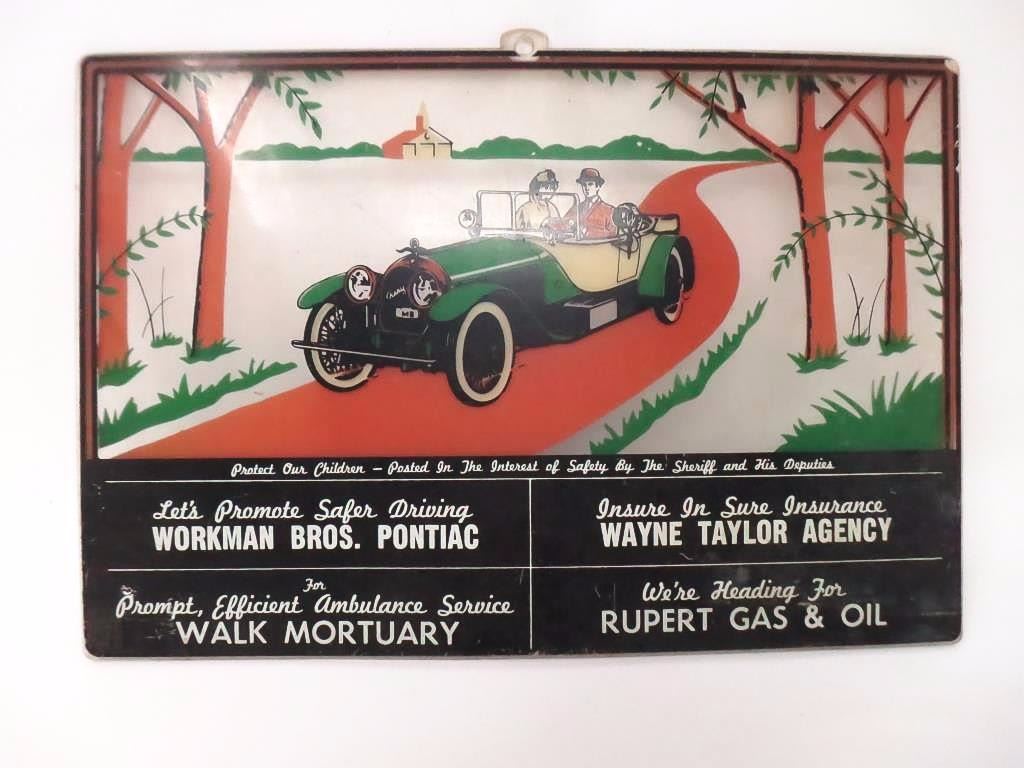 Protect Our Children - Posted In The Interest of Safety By The Sheriff and His Deputies
Let's Promote Safer Driving
WORKMAN BROS. PONTIAC
Insure In Sure Insurance
WAYNE TAYLOR AGENCY
For
Prompt, Efficient Ambulance Service
WALK MORTUARY
We're Heading For
RUPERT GAS & OIL